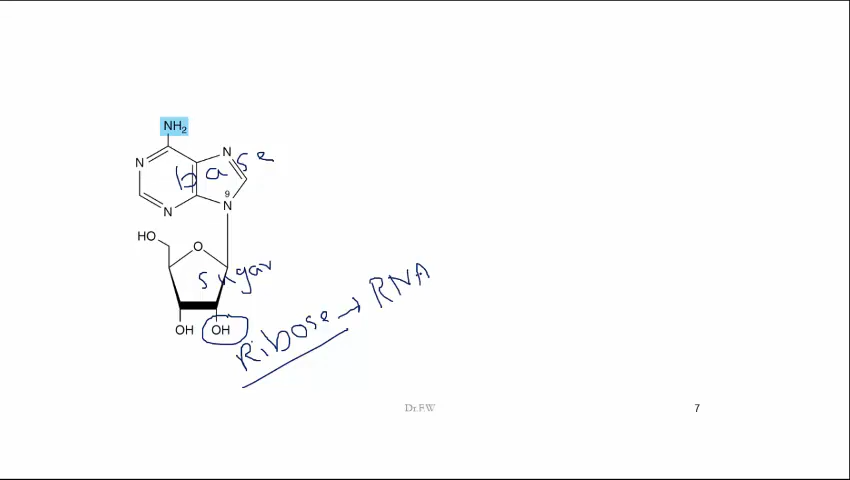 NH2
N
N
base
9
N
N
HO
O
sugar
OH
OH
Ribose → RNA
Dr.F.W
7